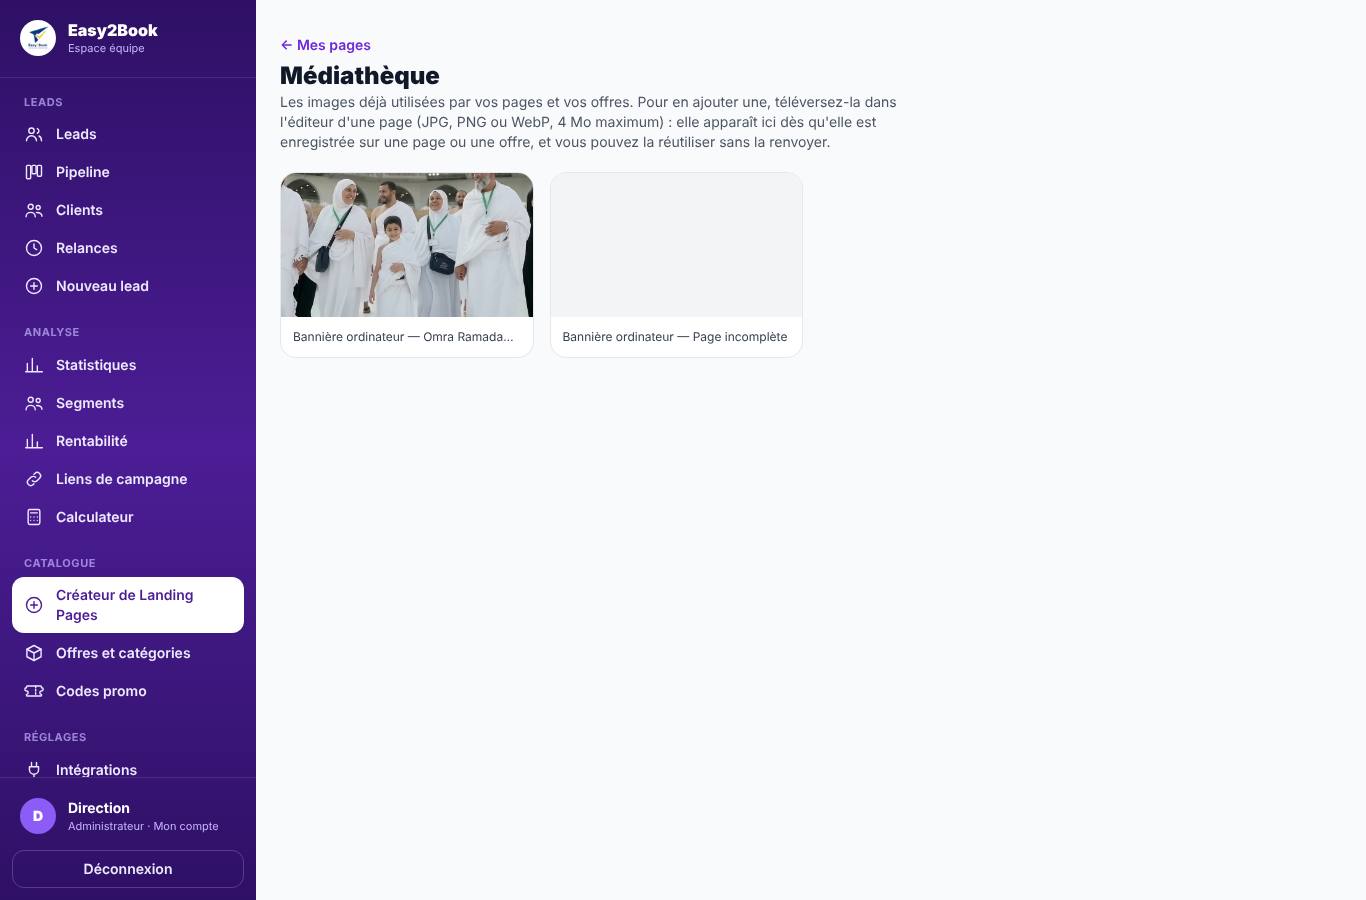 Easy2Book
Espace équipe
LEADS
Leads
Pipeline
Clients
Relances
Nouveau lead
ANALYSE
Statistiques
Segments
Rentabilité
Liens de campagne
Calculateur
CATALOGUE
Créateur de Landing
Pages
Offres et catégories
Codes promo
RÉGLAGES
Intégrations
D
Direction
Administrateur · Mon compte
Déconnexion
← Mes pages
Médiathèque
Les images déjà utilisées par vos pages et vos offres. Pour en ajouter une, téléversez-la dans
l'éditeur d'une page (JPG, PNG ou WebP, 4 Mo maximum) : elle apparaît ici dès qu'elle est
enregistrée sur une page ou une offre, et vous pouvez la réutiliser sans la renvoyer.
Bannière ordinateur — Omra Ramada...
Bannière ordinateur — Page incomplète